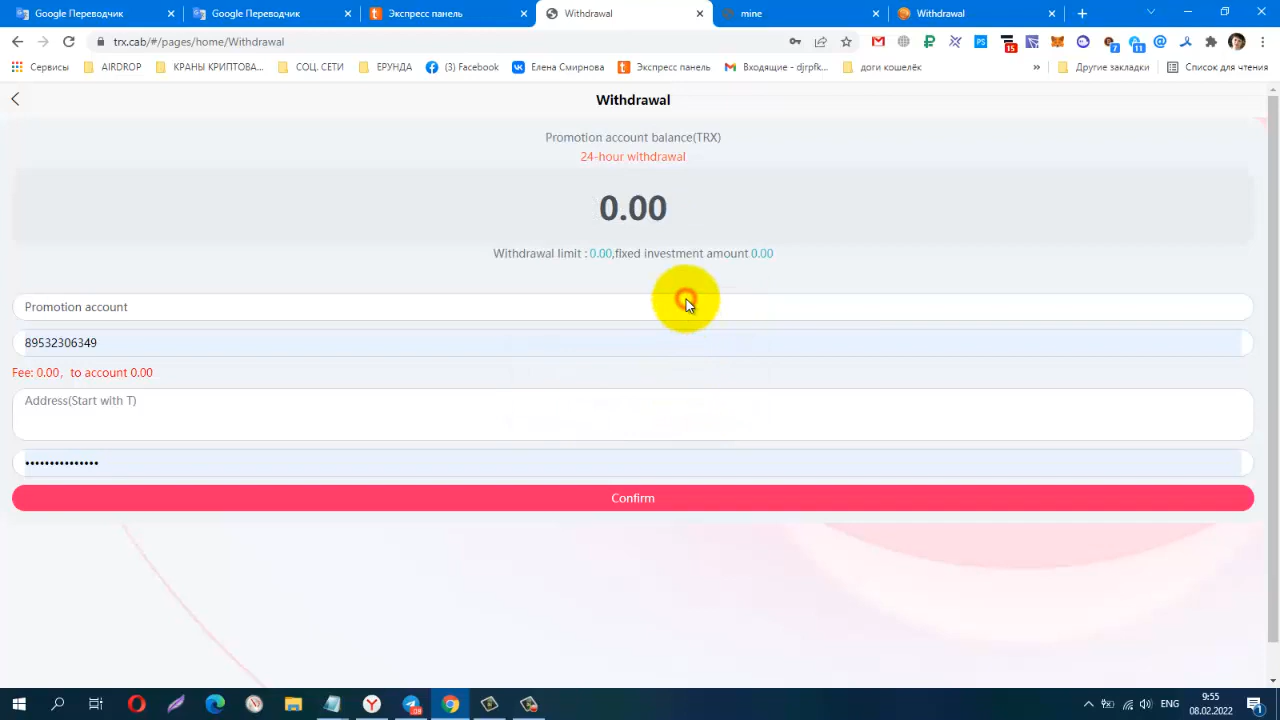 Google Переводчик
Google Переводчик
Экспресс панель
Withdrawal
mine
Withdrawal
trx.cab/#/pages/home/Withdrawal
15
7
11
Сервисы
AIRDROP
КРАНЫ КРИПТОВА...
СОЦ. СЕТИ
ЕРУНДА
(3) Facebook
Елена Смирнова
Экспресс панель
Входящие - djrpfk...
доги кошелёк
»
Другие закладки
Список для чтения
Withdrawal
Promotion account balance(TRX)
24-hour withdrawal
0.00
Withdrawal limit : 0.00,fixed investment amount 0.00
Promotion account
89532306349
Fee: 0.00, to account 0.00
Address(Start with T)
•••••••••••••••
Confirm
ENG
9:55
08.02.2022